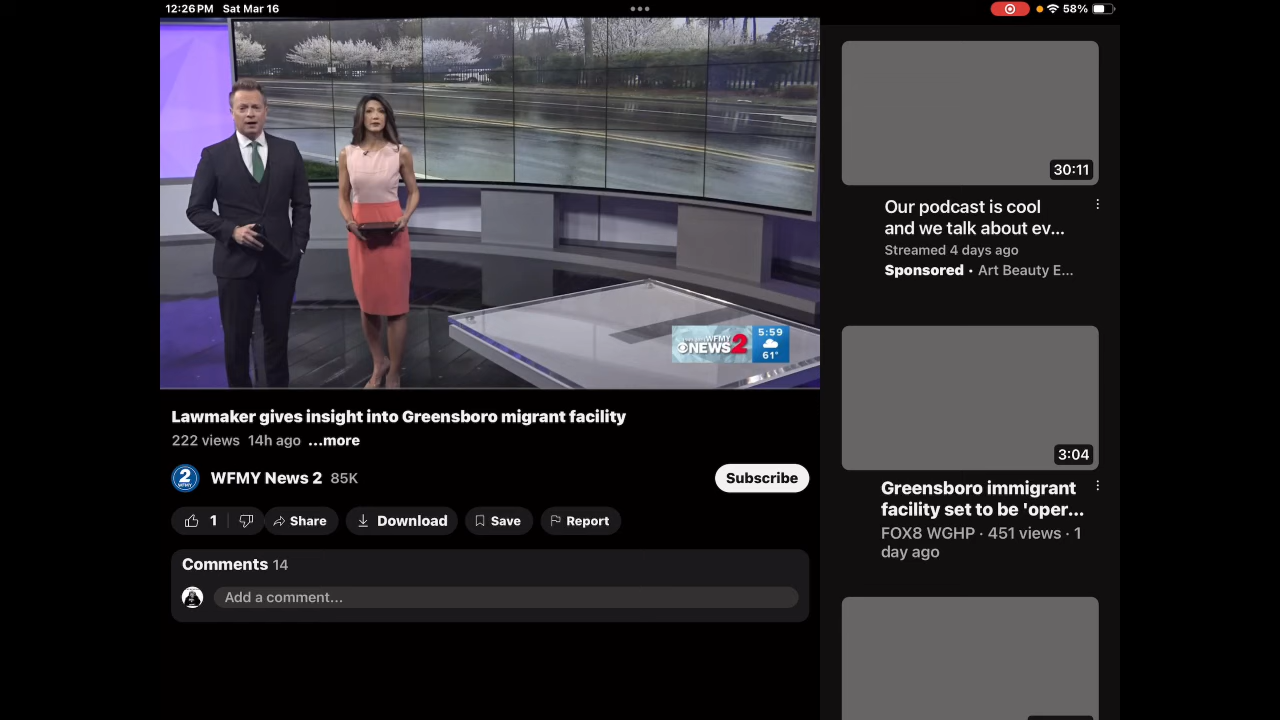 12:26 PM Sat Mar 16
58%
5:59
WFMY
NEWS 2
61°
Lawmaker gives insight into Greensboro migrant facility
222 views 14h ago ...more
2
WFMY News 2 85K
Subscribe
1
Share
Download
Save
Report
Comments 14
Add a comment...
30:11
Our podcast is cool
and we talk about ev...
Streamed 4 days ago
Sponsored • Art Beauty E...
3:04
Greensboro immigrant
facility set to be 'oper...
FOX8 WGHP · 451 views · 1
day ago